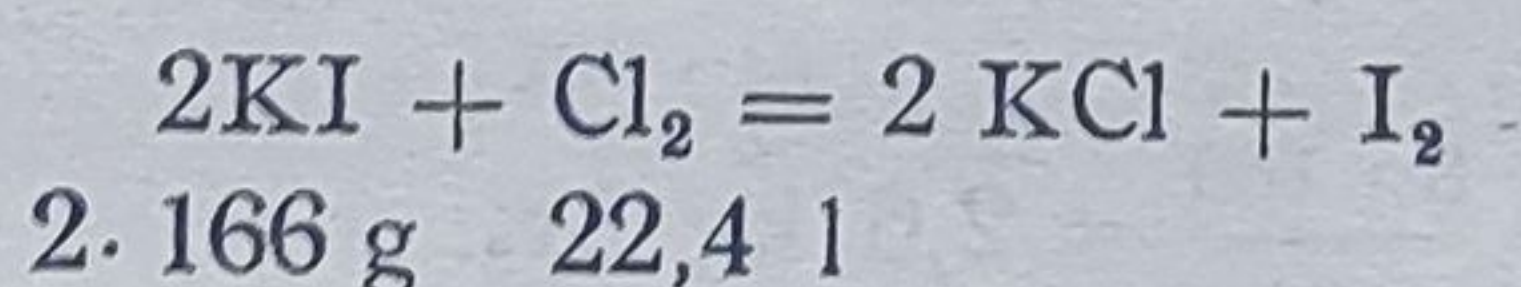 2KI + Cl₂ = 2 KCl + I₂
2. 166 g 22,4 l